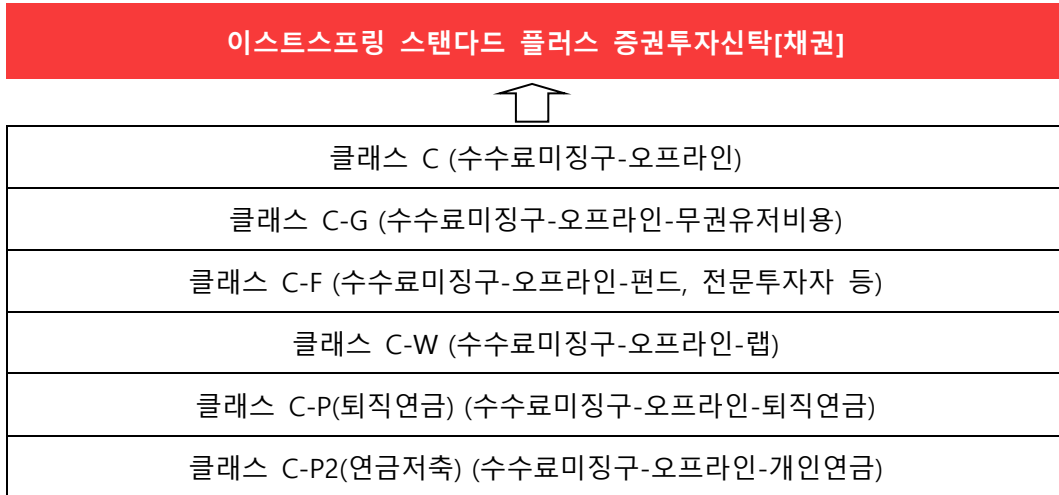 이스트스프링 스탠다드 플러스 증권투자신탁[채권]
클래스 C (수수료미징구-오프라인)
클래스 C-G (수수료미징구-오프라인-무권유저비용)
클래스 C-F (수수료미징구-오프라인-펀드, 전문투자자 등)
클래스 C-W (수수료미징구-오프라인-랩)
클래스 C-P(퇴직연금) (수수료미징구-오프라인-퇴직연금)
클래스 C-P2(연금저축) (수수료미징구-오프라인-개인연금)